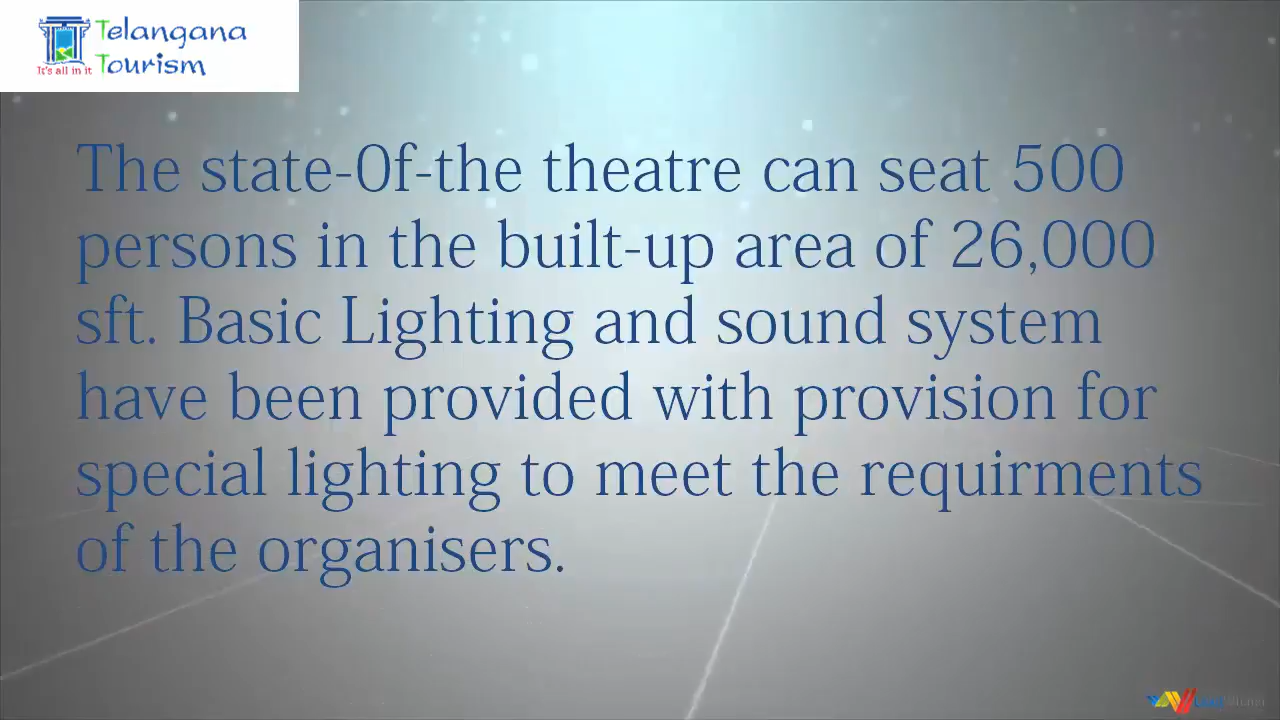 Telangana
Tourism
It's all in it
The state-0f-the theatre can seat 500
persons in the built-up area of 26,000
sft. Basic Lighting and sound system
have been provided with provision for
special lighting to meet the requirments
of the organisers.